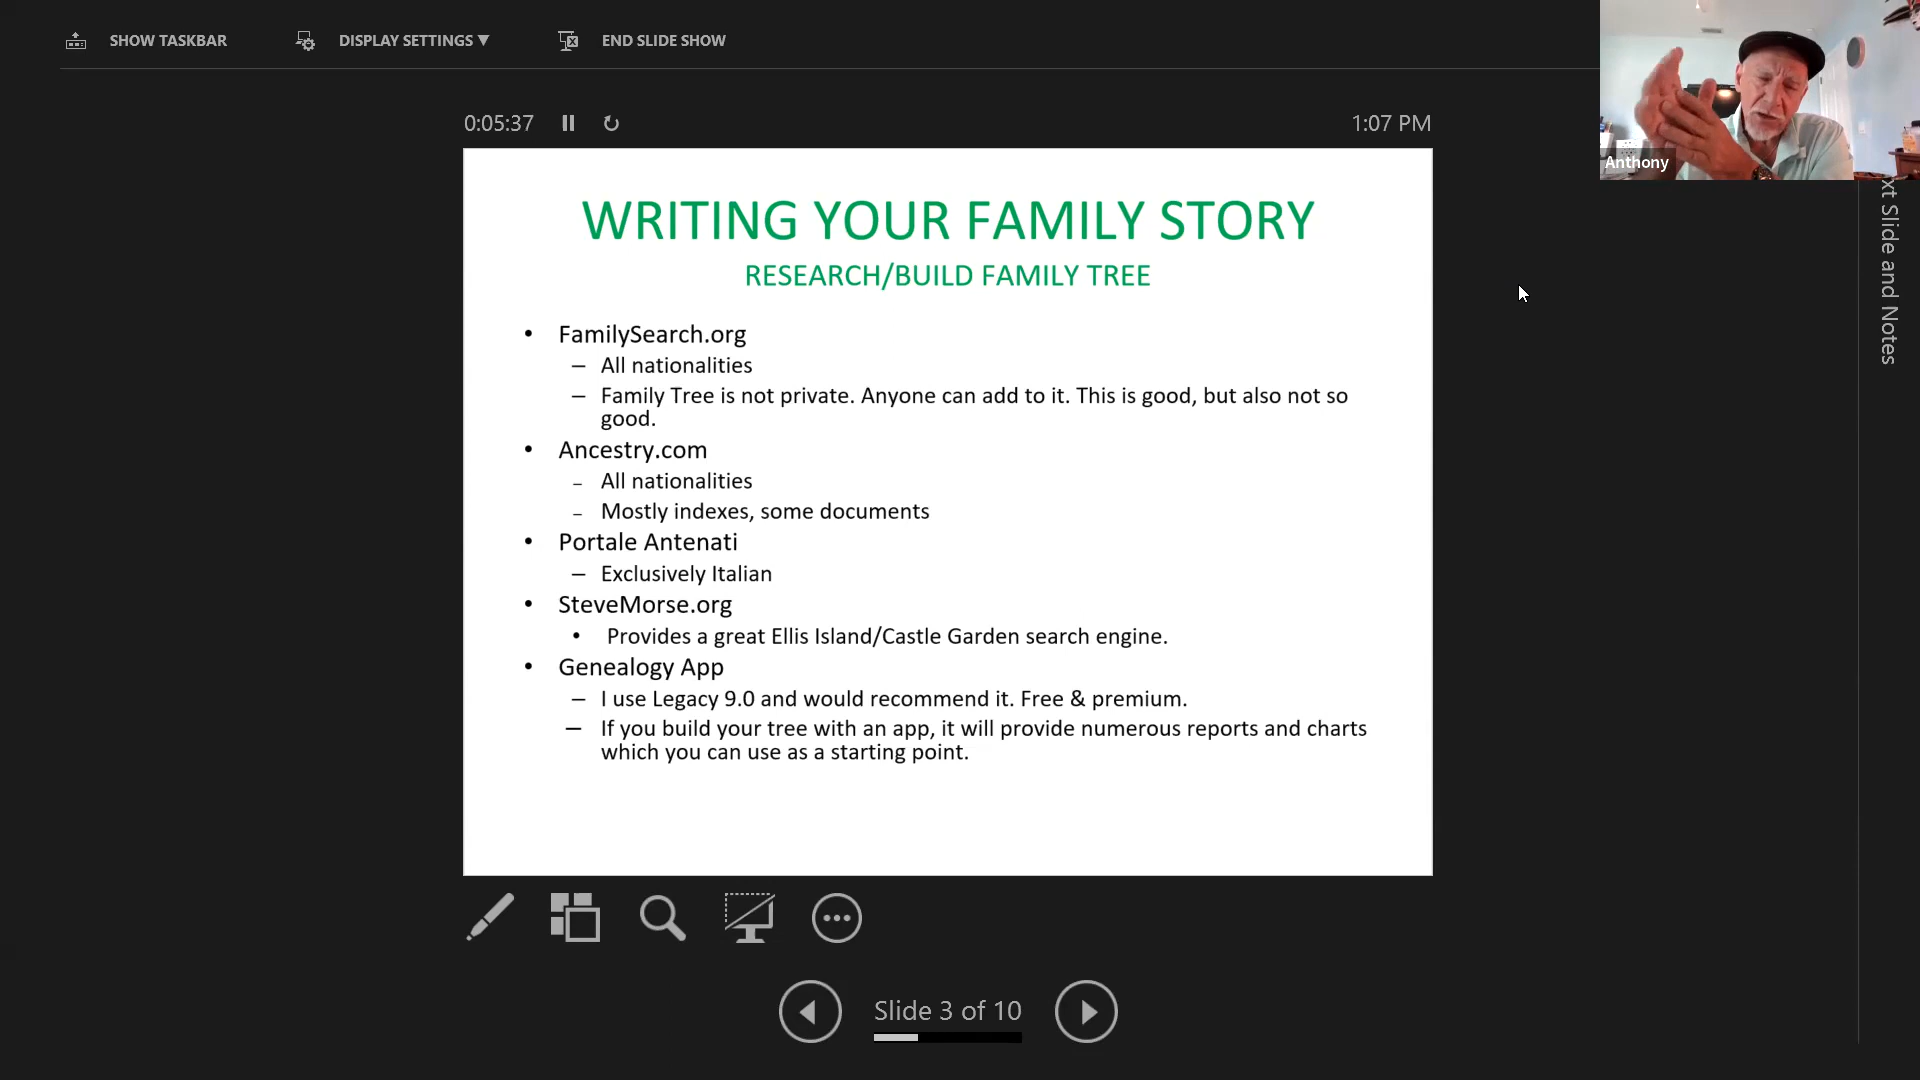 SHOW TASKBAR
DISPLAY SETTINGS ▼
END SLIDE SHOW
Anthony
0:05:37
1:07 PM
WRITING YOUR FAMILY STORY
RESEARCH/BUILD FAMILY TREE
• FamilySearch.org
– All nationalities
– Family Tree is not private. Anyone can add to it. This is good, but also not so
good.
• Ancestry.com
– All nationalities
– Mostly indexes, some documents
• Portale Antenati
– Exclusively Italian
• SteveMorse.org
• Provides a great Ellis Island/Castle Garden search engine.
• Genealogy App
– I use Legacy 9.0 and would recommend it. Free & premium.
– If you build your tree with an app, it will provide numerous reports and charts
which you can use as a starting point.
Slide 3 of 10
xt Slide and Notes